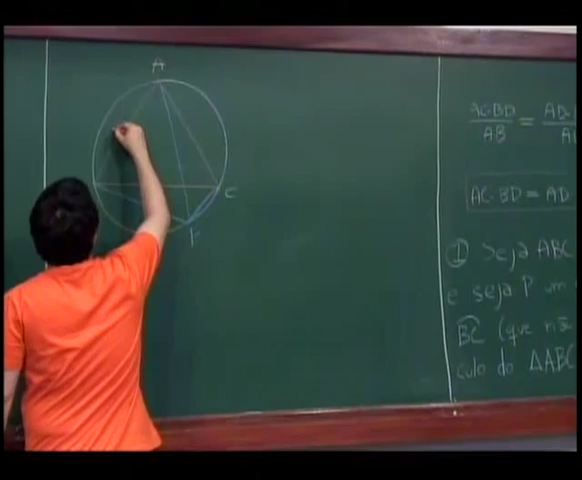 A
C
P
AC·BD = AD
AB
AC·BD = AD
① Seja ABC
e seja P um
BC (que não
culo do ΔABC